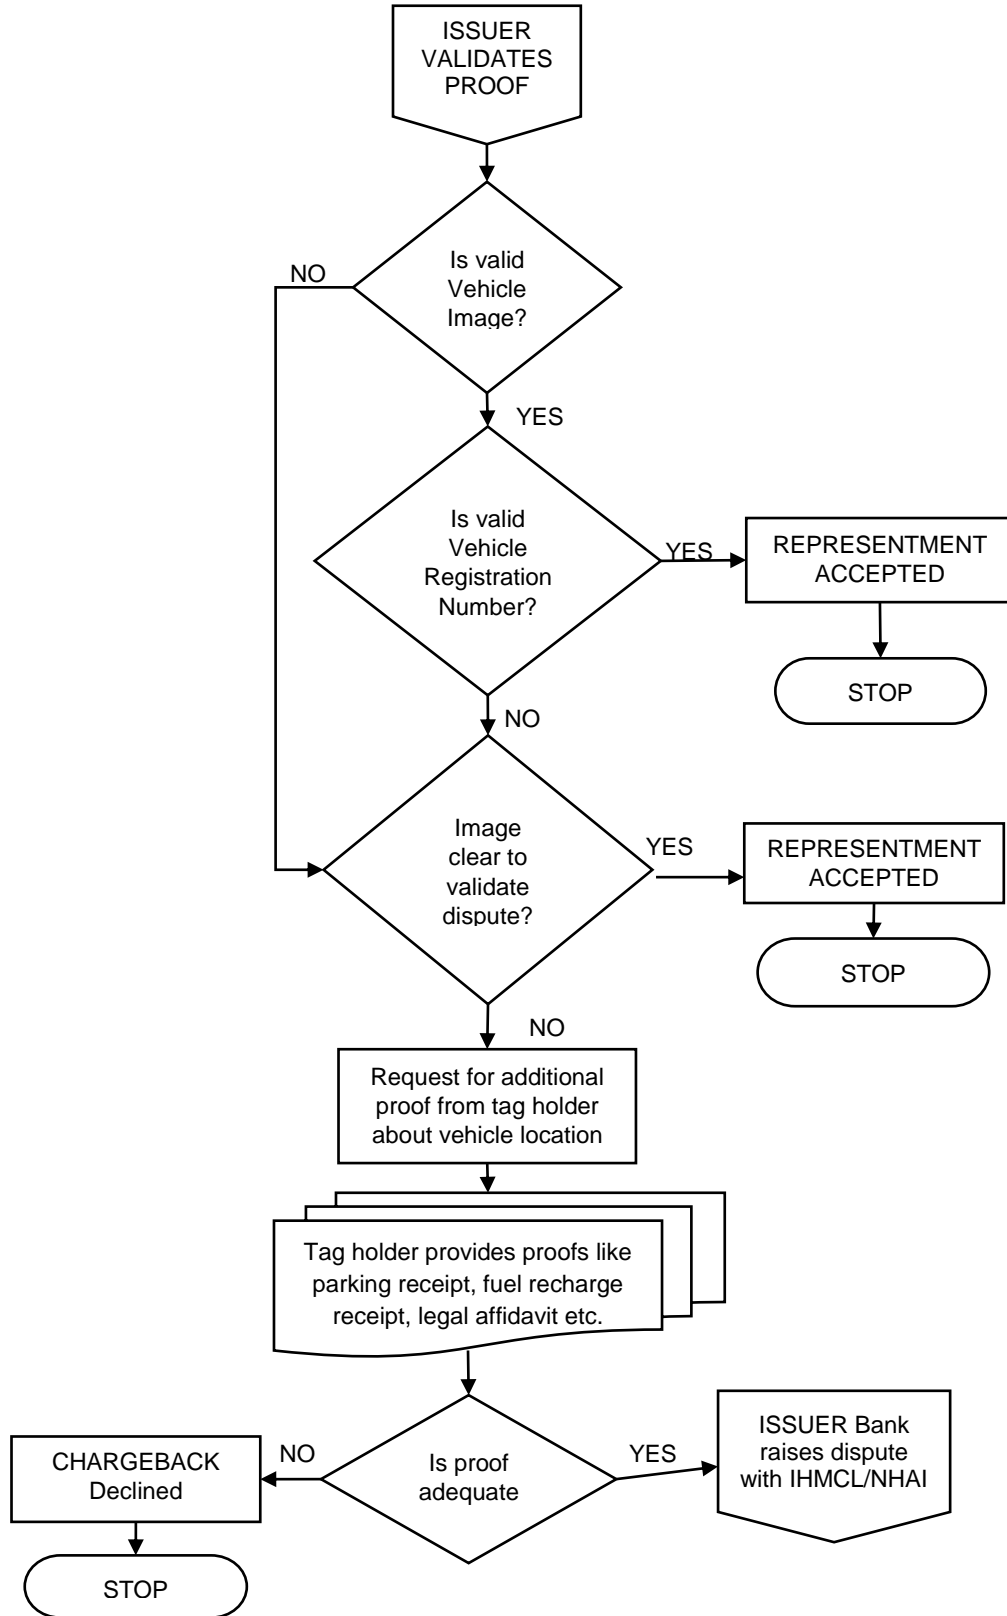 ISSUER
VALIDATES
PROOF
Is valid
Vehicle
Image?
NO
YES
Is valid
Vehicle
Registration
Number?
YES
REPRESENTMENT
ACCEPTED
STOP
NO
Image
clear to
validate
dispute?
YES
REPRESENTMENT
ACCEPTED
STOP
NO
Request for additional
proof from tag holder
about vehicle location
Tag holder provides proofs like
parking receipt, fuel recharge
receipt, legal affidavit etc.
Is proof
adequate
NO
CHARGEBACK
Declined
STOP
YES
ISSUER Bank
raises dispute
with IHMCL/NHAI